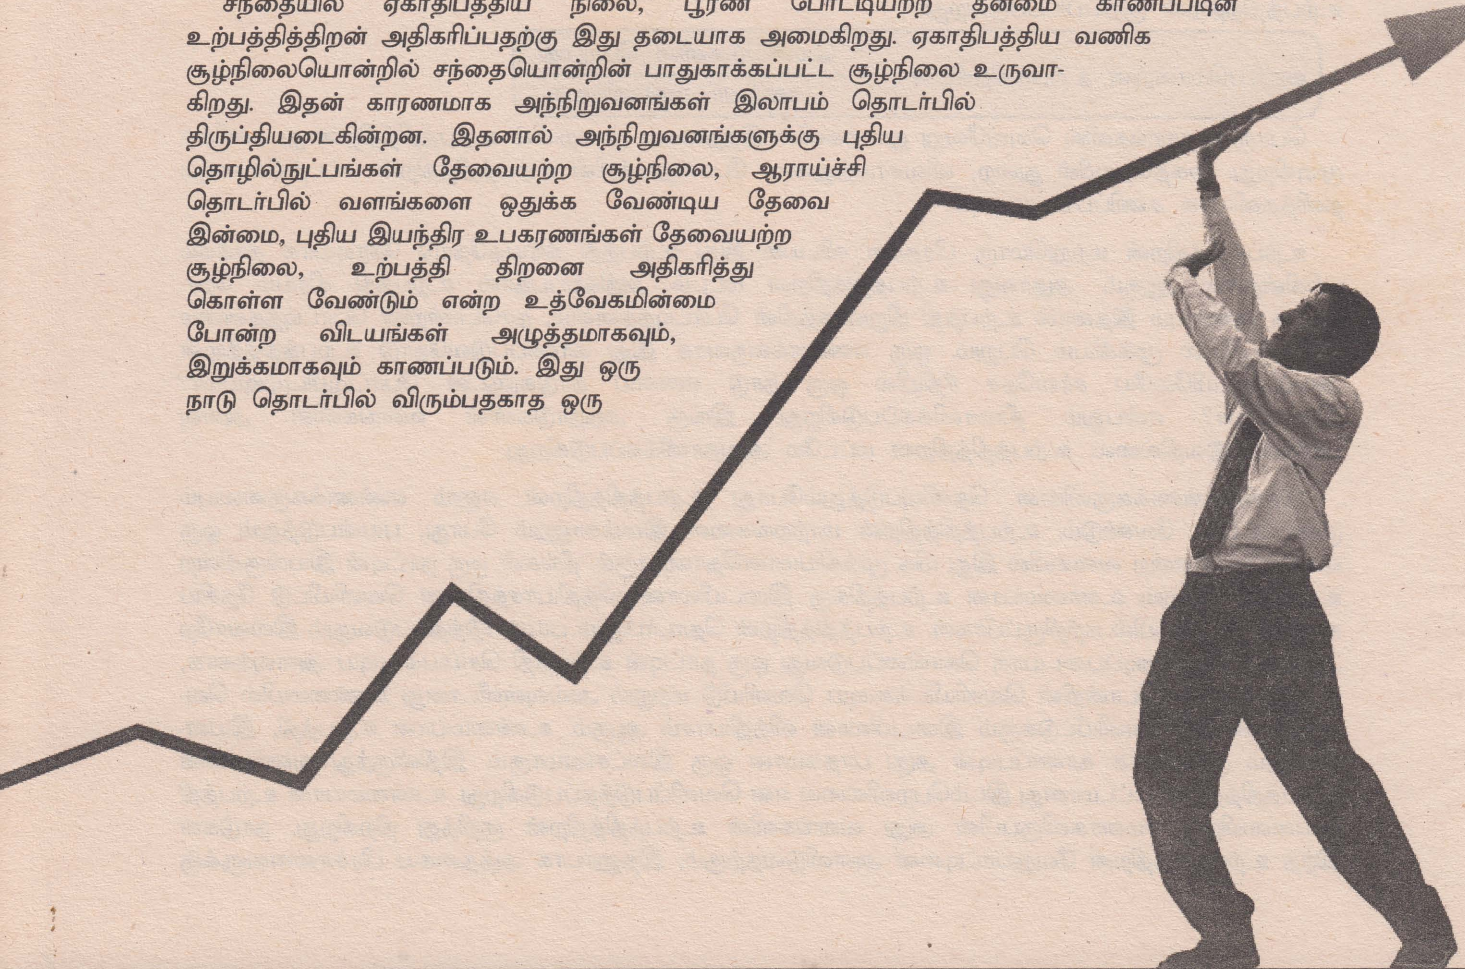 சந்தையில் ஏகாதிபத்திய நிலை, பூரண போட்டியற்ற தன்மை காணப்படின்
உற்பத்தித்திறன் அதிகரிப்பதற்கு இது தடையாக அமைகிறது. ஏகாதிபத்திய வணிக
சூழ்நிலையொன்றில் சந்தையொன்றின் பாதுகாக்கப்பட்ட சூழ்நிலை உருவா-
கிறது. இதன் காரணமாக அந்நிறுவனங்கள் இலாபம் தொடர்பில்
திருப்தியடைகின்றன. இதனால் அந்நிறுவனங்களுக்கு புதிய
தொழில்நுட்பங்கள் தேவையற்ற சூழ்நிலை, ஆராய்ச்சி
தொடர்பில் வளங்களை ஒதுக்க வேண்டிய தேவை
இன்மை, புதிய இயந்திர உபகரணங்கள் தேவையற்ற
சூழ்நிலை, உற்பத்தி திறனை அதிகரித்து
கொள்ள வேண்டும் என்ற உத்வேகமின்மை
போன்ற விடயங்கள் அழுத்தமாகவும்,
இறுக்கமாகவும் காணப்படும். இது ஒரு
நாடு தொடர்பில் விரும்பதகாத ஒரு